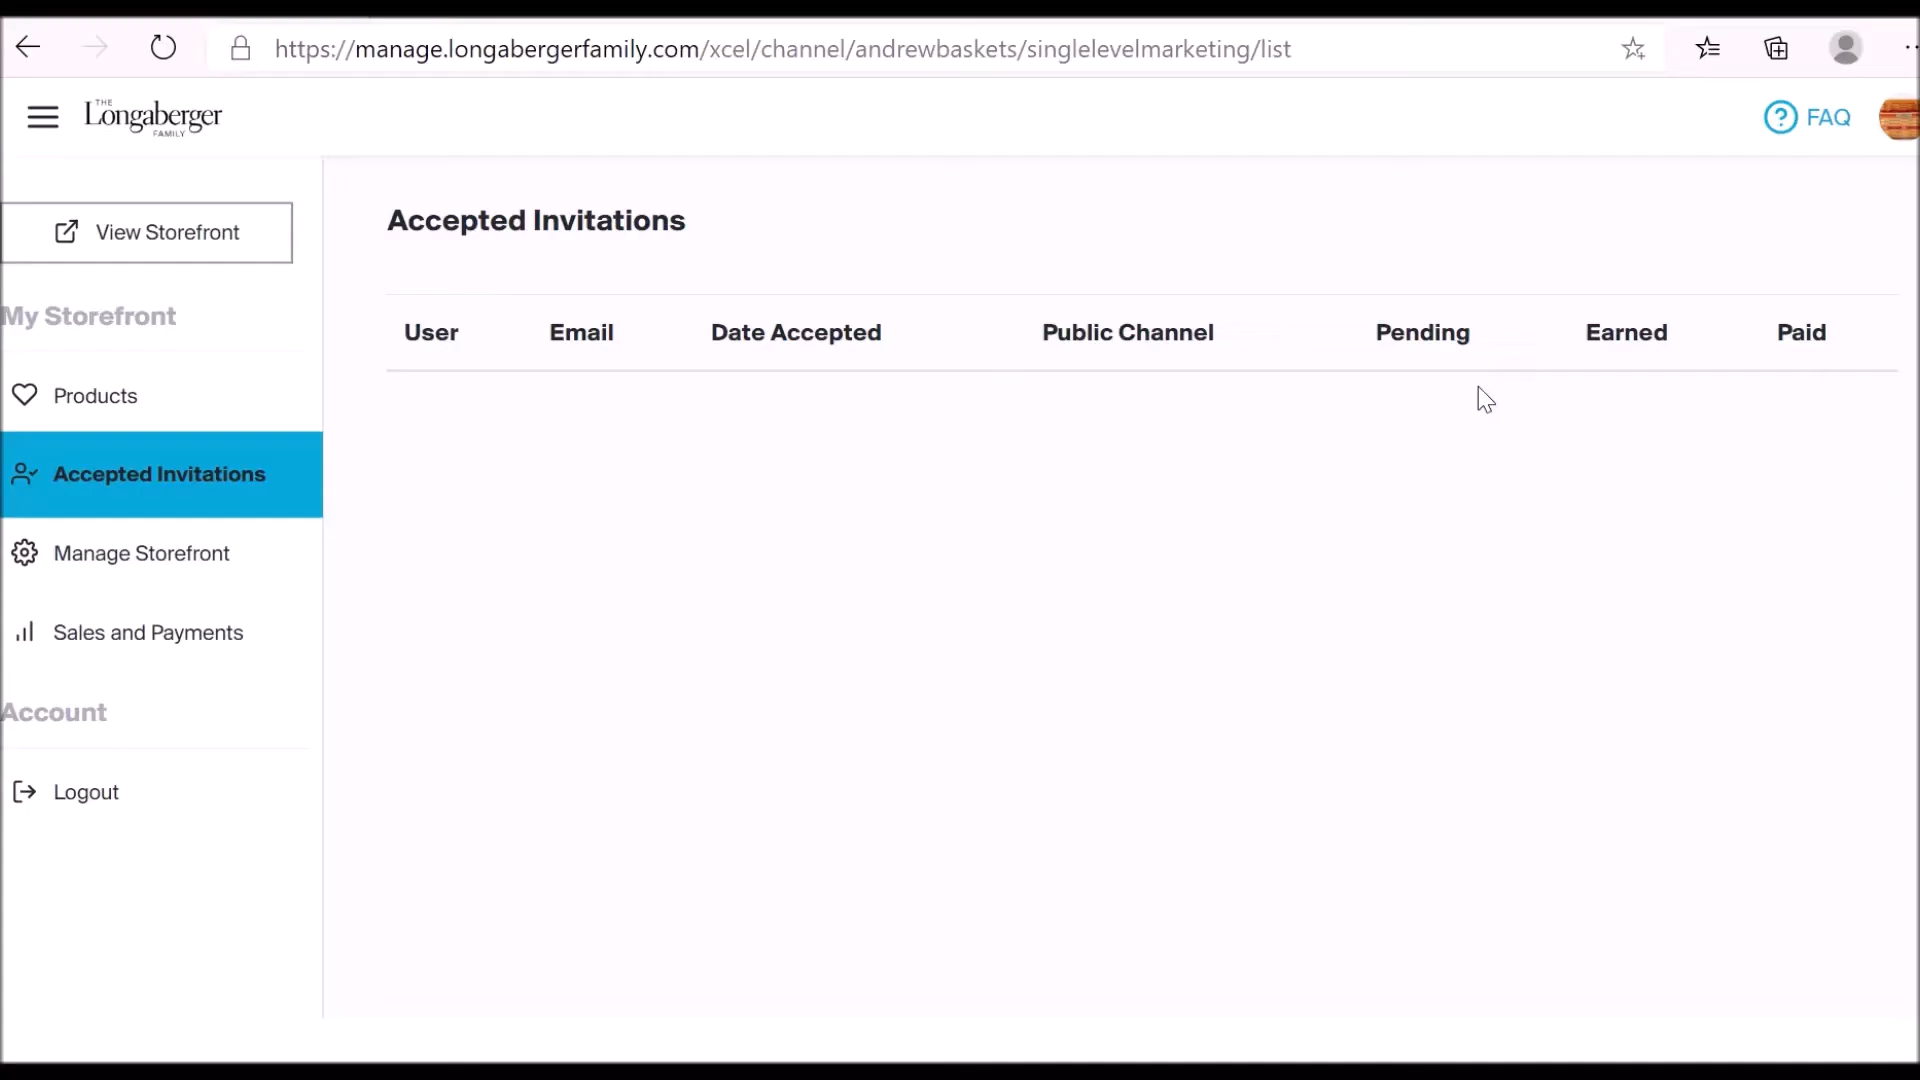 https://manage.longabergerfamily.com/xcel/channel/andrewbaskets/singlelevelmarketing/list
THE
Longaberger
FAMILY
? FAQ
View Storefront
My Storefront
Products
Accepted Invitations
Manage Storefront
Sales and Payments
Account
Logout
Accepted Invitations
User Email Date Accepted Public Channel Pending Earned Paid